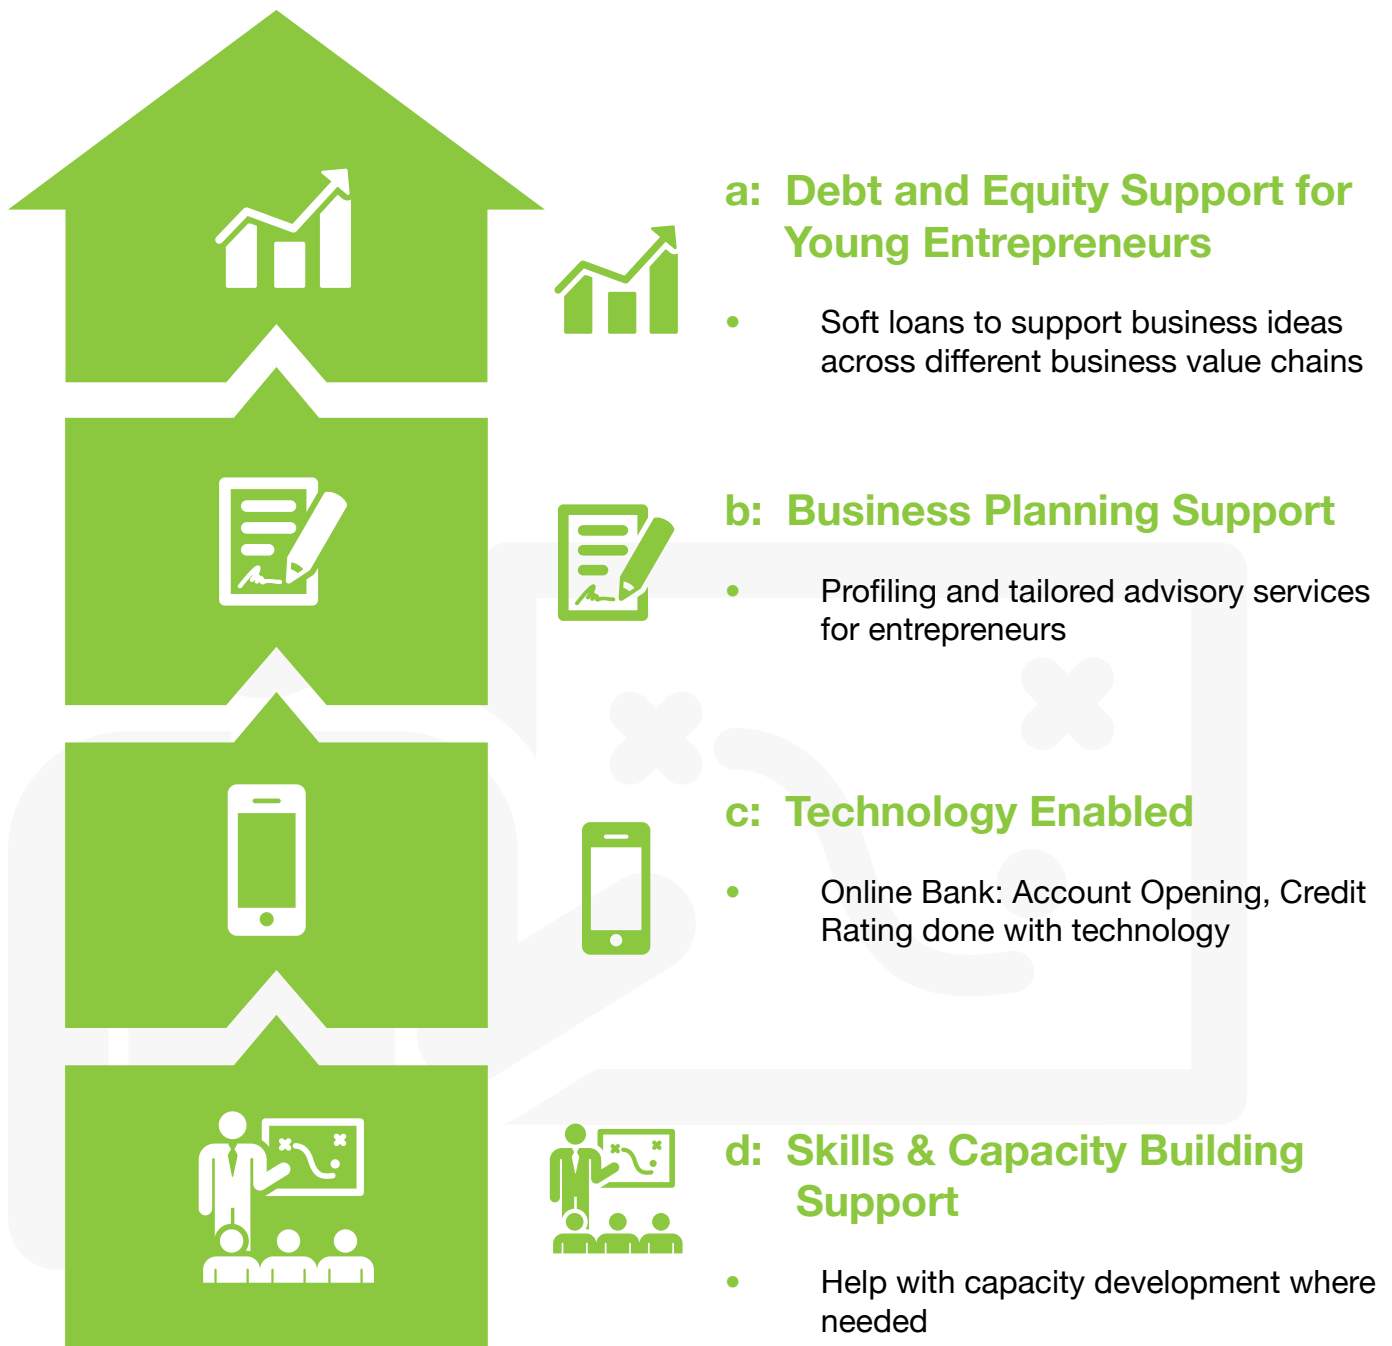 a: Debt and Equity Support for
Young Entrepreneurs
• Soft loans to support business ideas
across different business value chains
b: Business Planning Support
• Profiling and tailored advisory services
for entrepreneurs
c: Technology Enabled
• Online Bank: Account Opening, Credit
Rating done with technology
d: Skills & Capacity Building
Support
• Help with capacity development where
needed